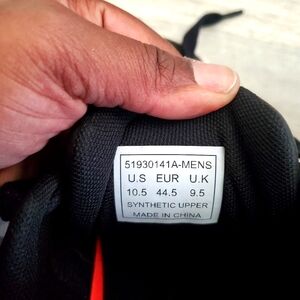 51930141A-MENS
U.S EUR U.K
10.5 44.5 9.5
SYNTHETIC UPPER
MADE IN CHINA